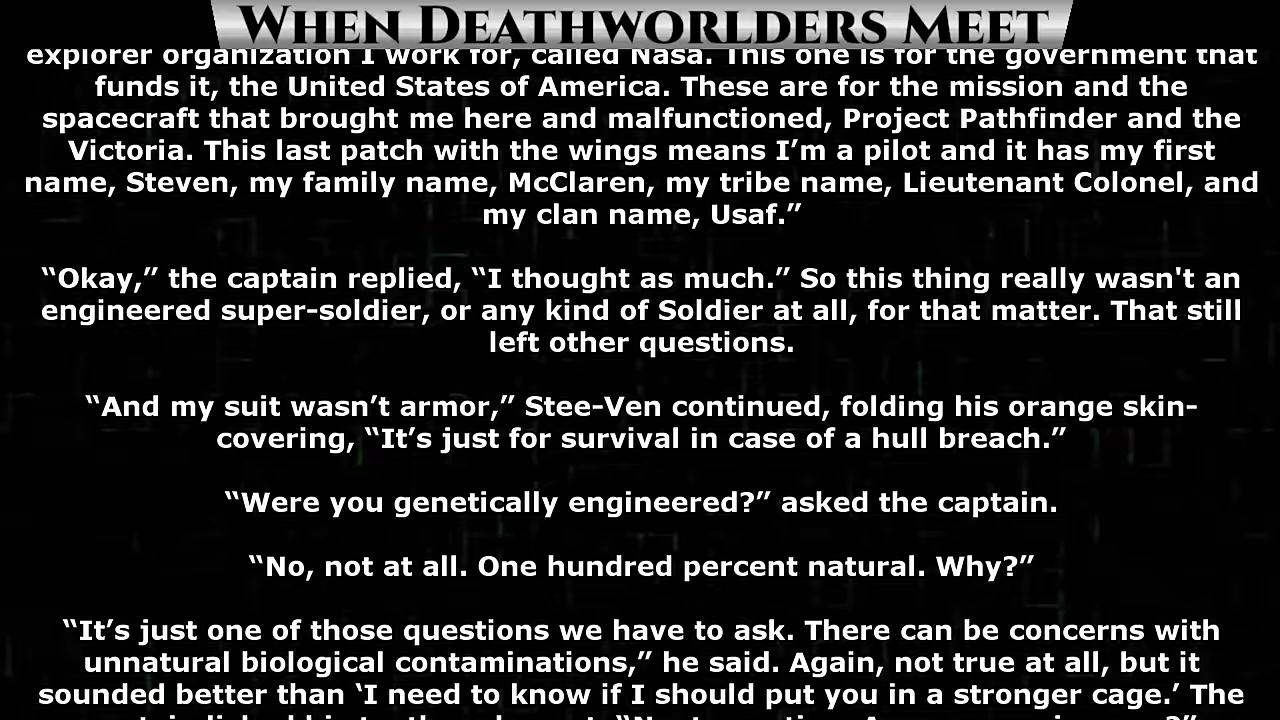 When Deathworlders Meet
explorer organization I work for, called Nasa. This one is for the government that
funds it, the United States of America. These are for the mission and the
spacecraft that brought me here and malfunctioned, Project Pathfinder and the
Victoria. This last patch with the wings means I’m a pilot and it has my first
name, Steven, my family name, McClaren, my tribe name, Lieutenant Colonel, and
my clan name, Usaf.”
“Okay,” the captain replied, “I thought as much.” So this thing really wasn't an
engineered super-soldier, or any kind of Soldier at all, for that matter. That still
left other questions.
“And my suit wasn’t armor,” Stee-Ven continued, folding his orange skin-
covering, “It’s just for survival in case of a hull breach.”
“Were you genetically engineered?” asked the captain.
“No, not at all. One hundred percent natural. Why?”
“It’s just one of those questions we have to ask. There can be concerns with
unnatural biological contaminations,” he said. Again, not true at all, but it
sounded better than ‘I need to know if I should put you in a stronger cage.’ The